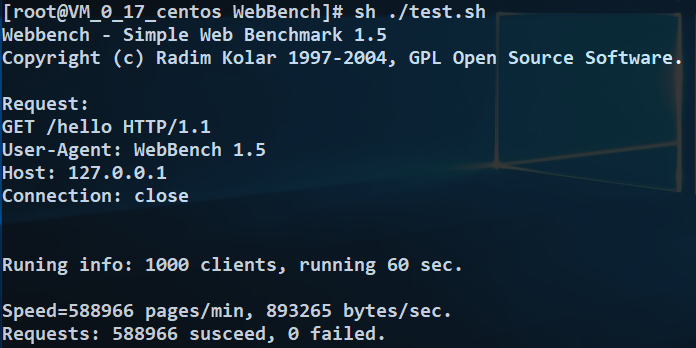 [root@VM_0_17_centos WebBench]# sh ./test.sh
Webbench - Simple Web Benchmark 1.5
Copyright (c) Radim Kolar 1997-2004, GPL Open Source Software.
Request:
GET /hello HTTP/1.1
User-Agent: WebBench 1.5
Host: 127.0.0.1
Connection: close
Runing info: 1000 clients, running 60 sec.
Speed=588966 pages/min, 893265 bytes/sec.
Requests: 588966 susceed, 0 failed.